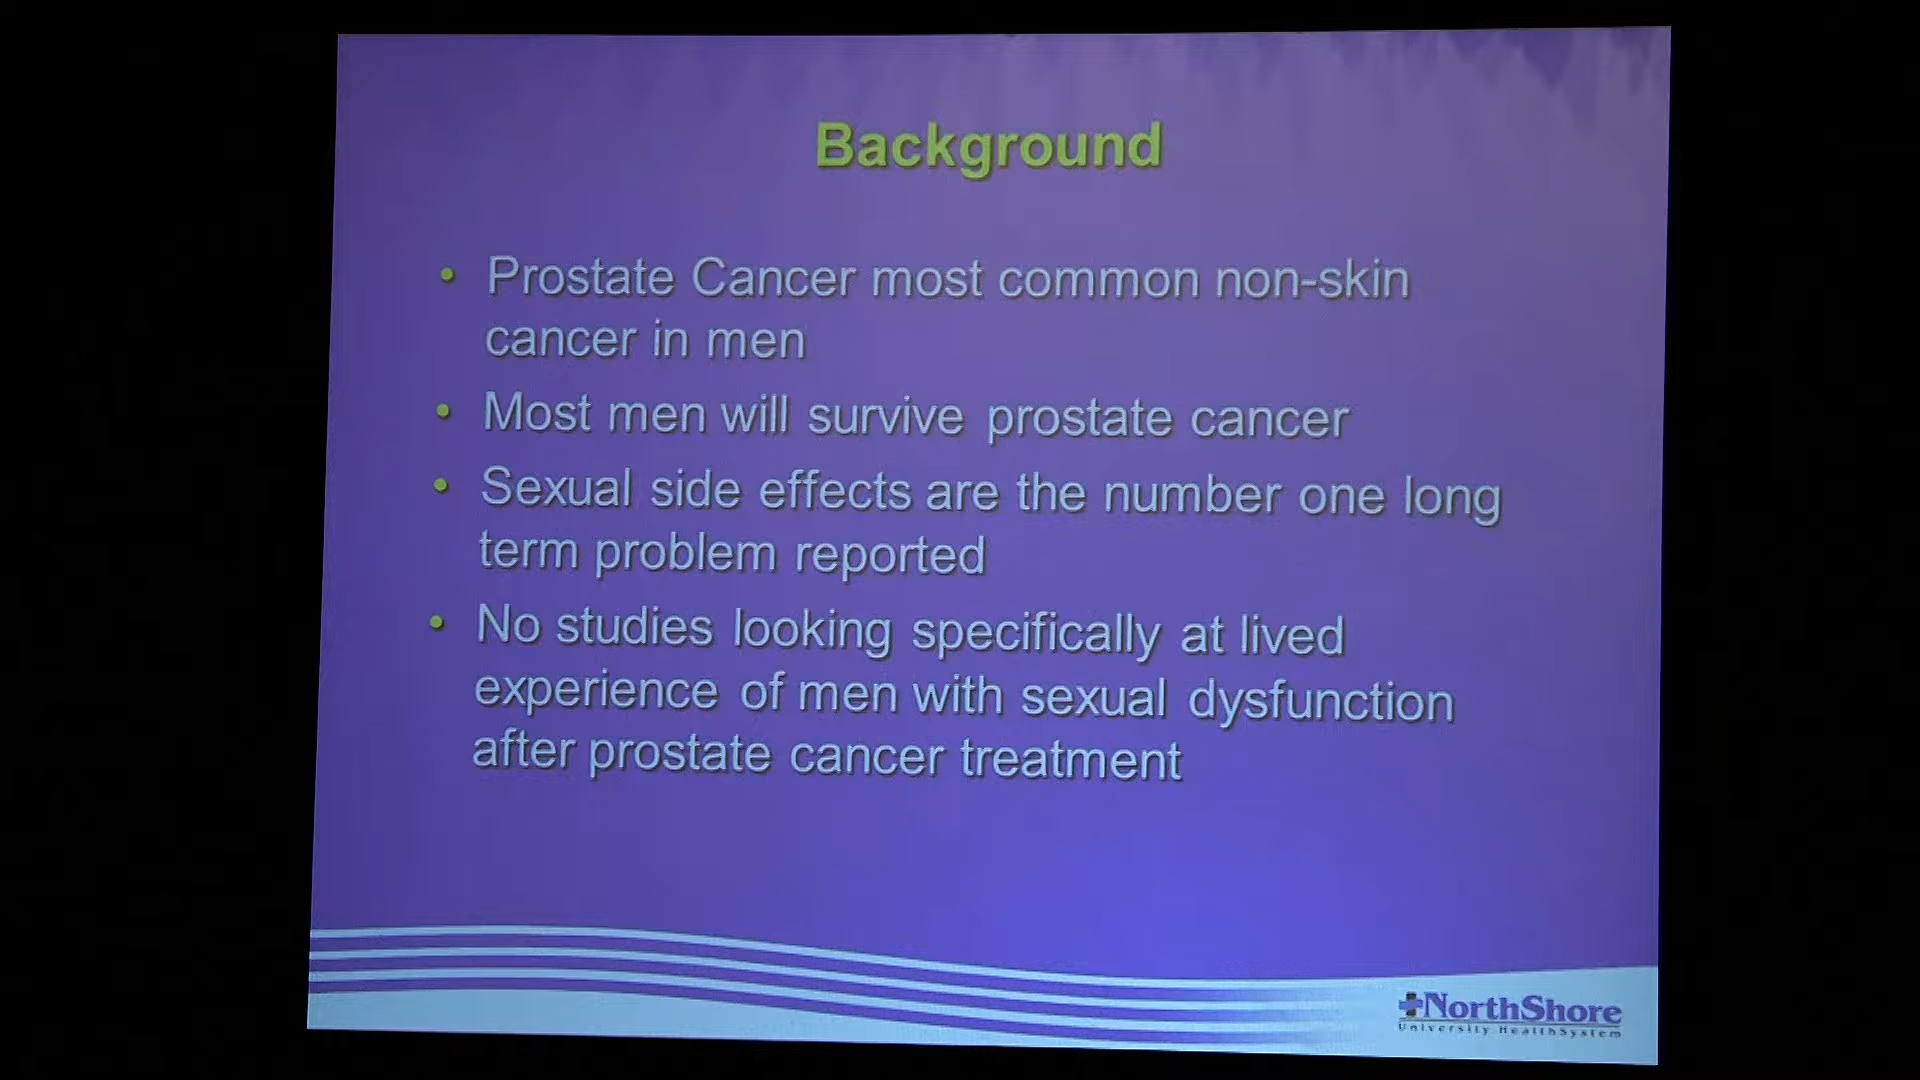 Background
• Prostate Cancer most common non-skin
cancer in men
• Most men will survive prostate cancer
• Sexual side effects are the number one long
term problem reported
• No studies looking specifically at lived
experience of men with sexual dysfunction
after prostate cancer treatment
NorthShore
University HealthSystem